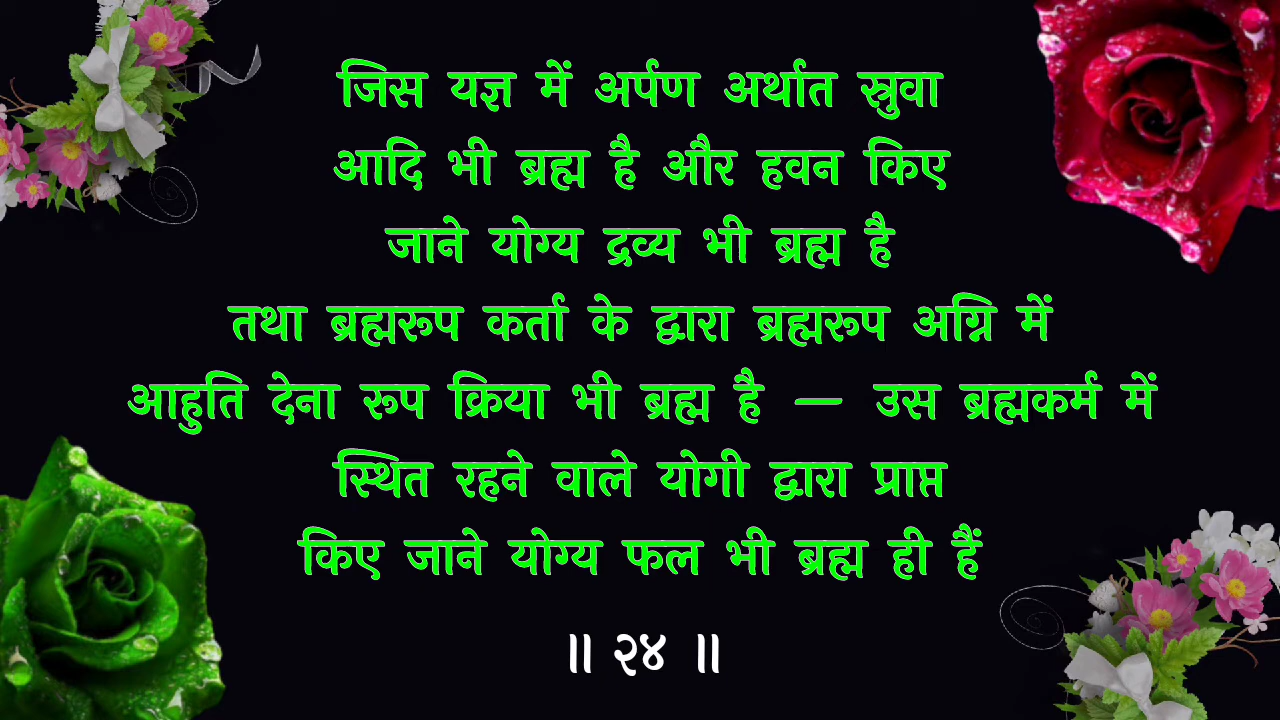 जिस यज्ञ में अर्पण अर्थात स्रुवा
आदि भी ब्रह्म है और हवन किए
जाने योग्य द्रव्य भी ब्रह्म है
तथा ब्रह्मरूप कर्ता के द्वारा ब्रह्मरूप अग्नि में
आहुति देना रूप क्रिया भी ब्रह्म है — उस ब्रह्मकर्म में
स्थित रहने वाले योगी द्वारा प्राप्त
किए जाने योग्य फल भी ब्रह्म ही हैं
॥ २४ ॥